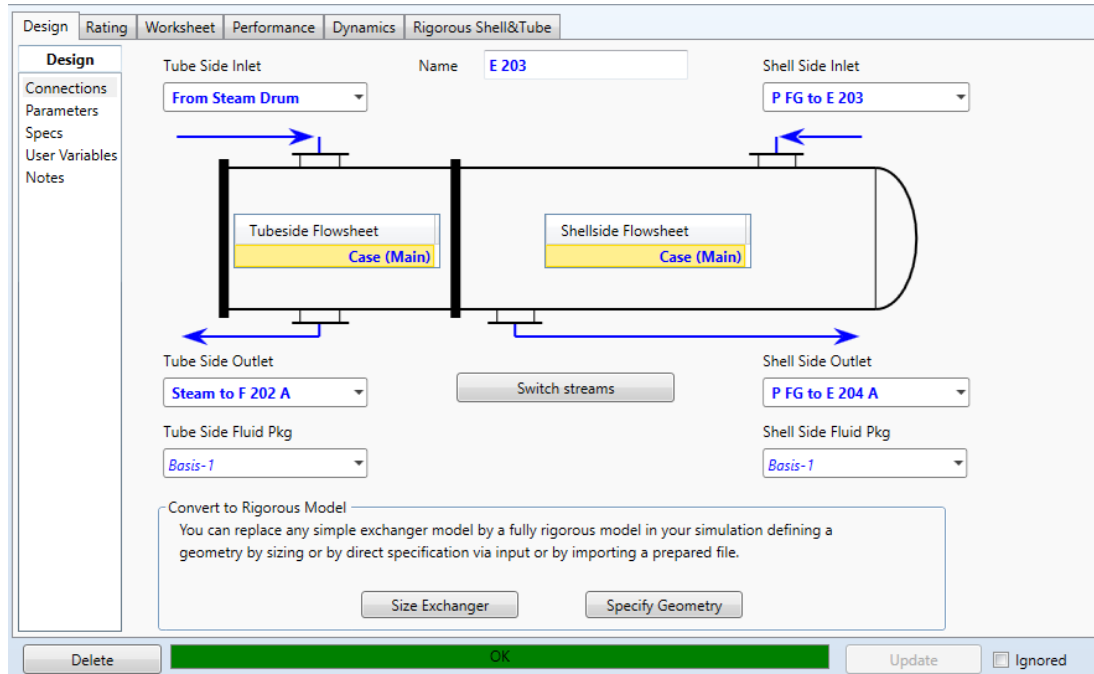 Design Rating Worksheet Performance Dynamics Rigorous Shell&Tube
Design
Connections
Parameters
Specs
User Variables
Notes
Tube Side Inlet
From Steam Drum
Name E 203
Shell Side Inlet
P FG to E 203
Tubeside Flowsheet
Case (Main)
Shellside Flowsheet
Case (Main)
Tube Side Outlet
Steam to F 202 A
Switch streams
Shell Side Outlet
P FG to E 204 A
Tube Side Fluid Pkg
Basis-1
Shell Side Fluid Pkg
Basis-1
Convert to Rigorous Model
You can replace any simple exchanger model by a fully rigorous model in your simulation defining a
geometry by sizing or by direct specification via input or by importing a prepared file.
Size Exchanger Specify Geometry
Delete OK Update Ignored